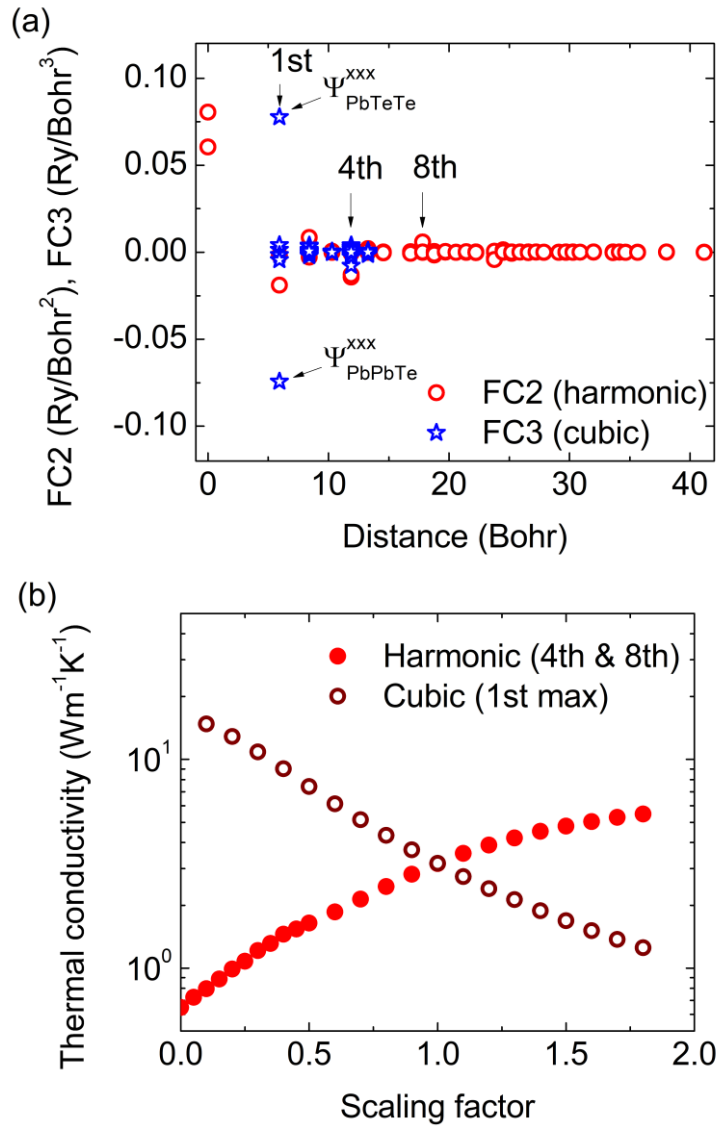 (a)
FC2 (Ry/Bohr²), FC3 (Ry/Bohr³)
0.10
0.05
0.00
-0.05
-0.10
1st
Ψ^xxx_PbTeTe
4th
8th
Ψ^xxx_PbPbTe
FC2 (harmonic)
FC3 (cubic)
0 10 20 30 40
Distance (Bohr)
(b)
Thermal conductivity (Wm⁻¹K⁻¹)
10¹
10⁰
Harmonic (4th & 8th)
Cubic (1st max)
0.0 0.5 1.0 1.5 2.0
Scaling factor